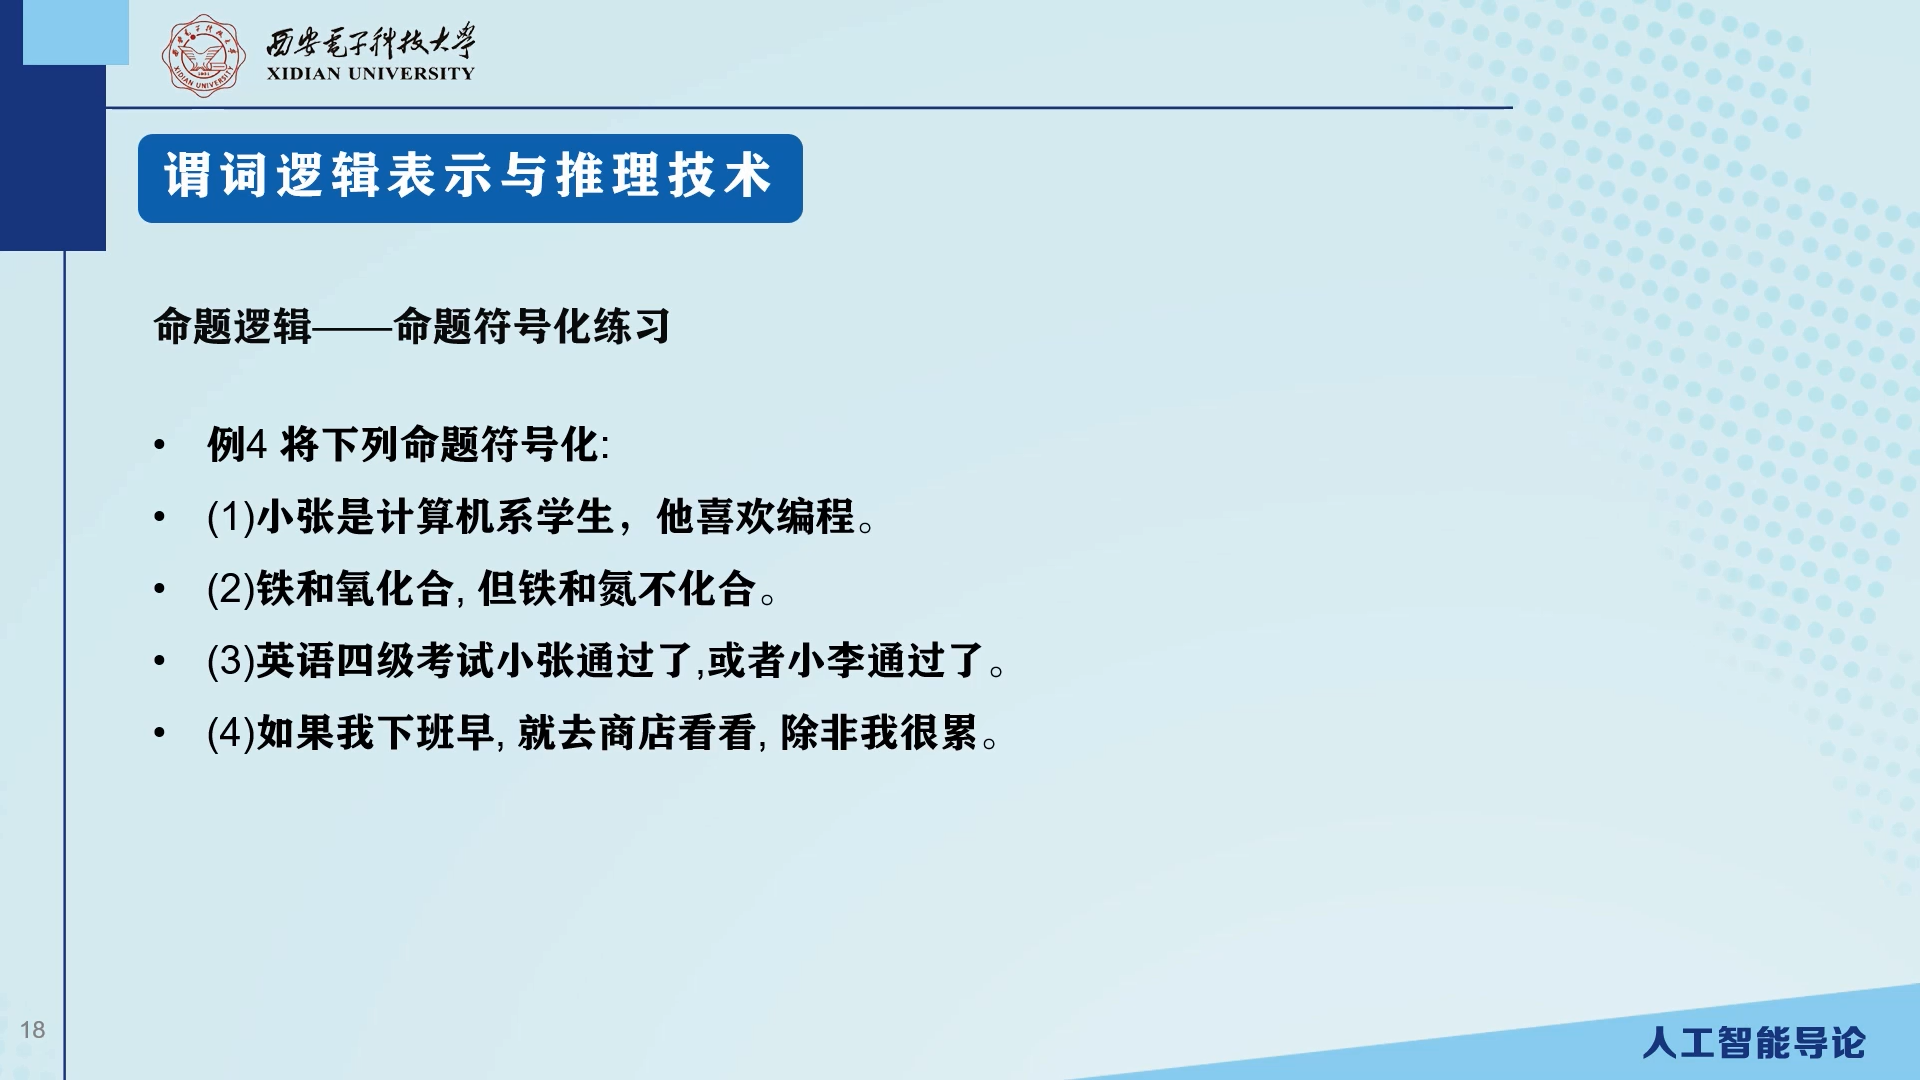 西安电子科技大学
XIDIAN UNIVERSITY
谓词逻辑表示与推理技术
命题逻辑——命题符号化练习
• 例4 将下列命题符号化:
• (1)小张是计算机系学生，他喜欢编程。
• (2)铁和氧化合, 但铁和氮不化合。
• (3)英语四级考试小张通过了,或者小李通过了。
• (4)如果我下班早, 就去商店看看, 除非我很累。
18
人工智能导论